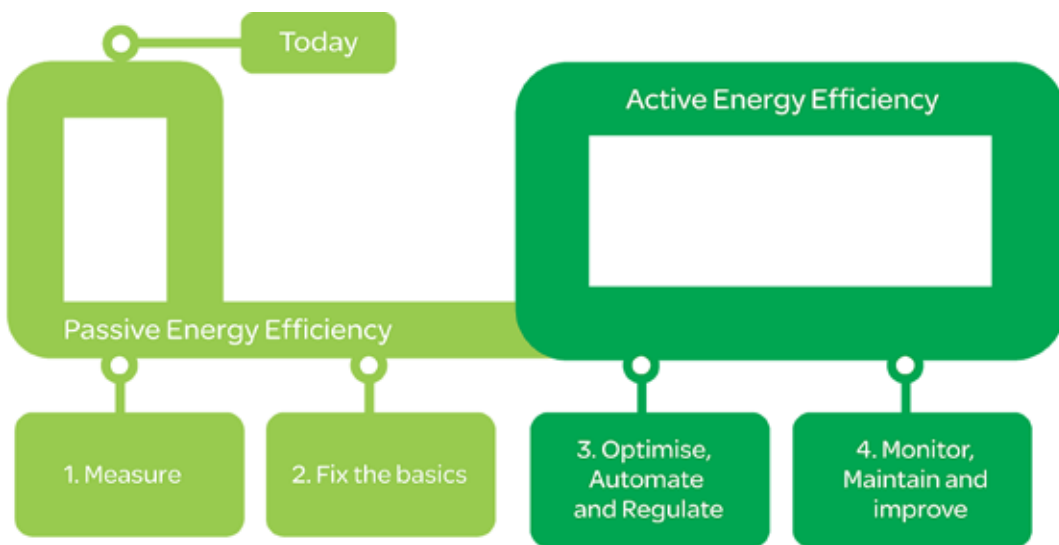 Today
Active Energy Efficiency
Passive Energy Efficiency
1. Measure
2. Fix the basics
3. Optimise,
Automate
and Regulate
4. Monitor,
Maintain and
improve